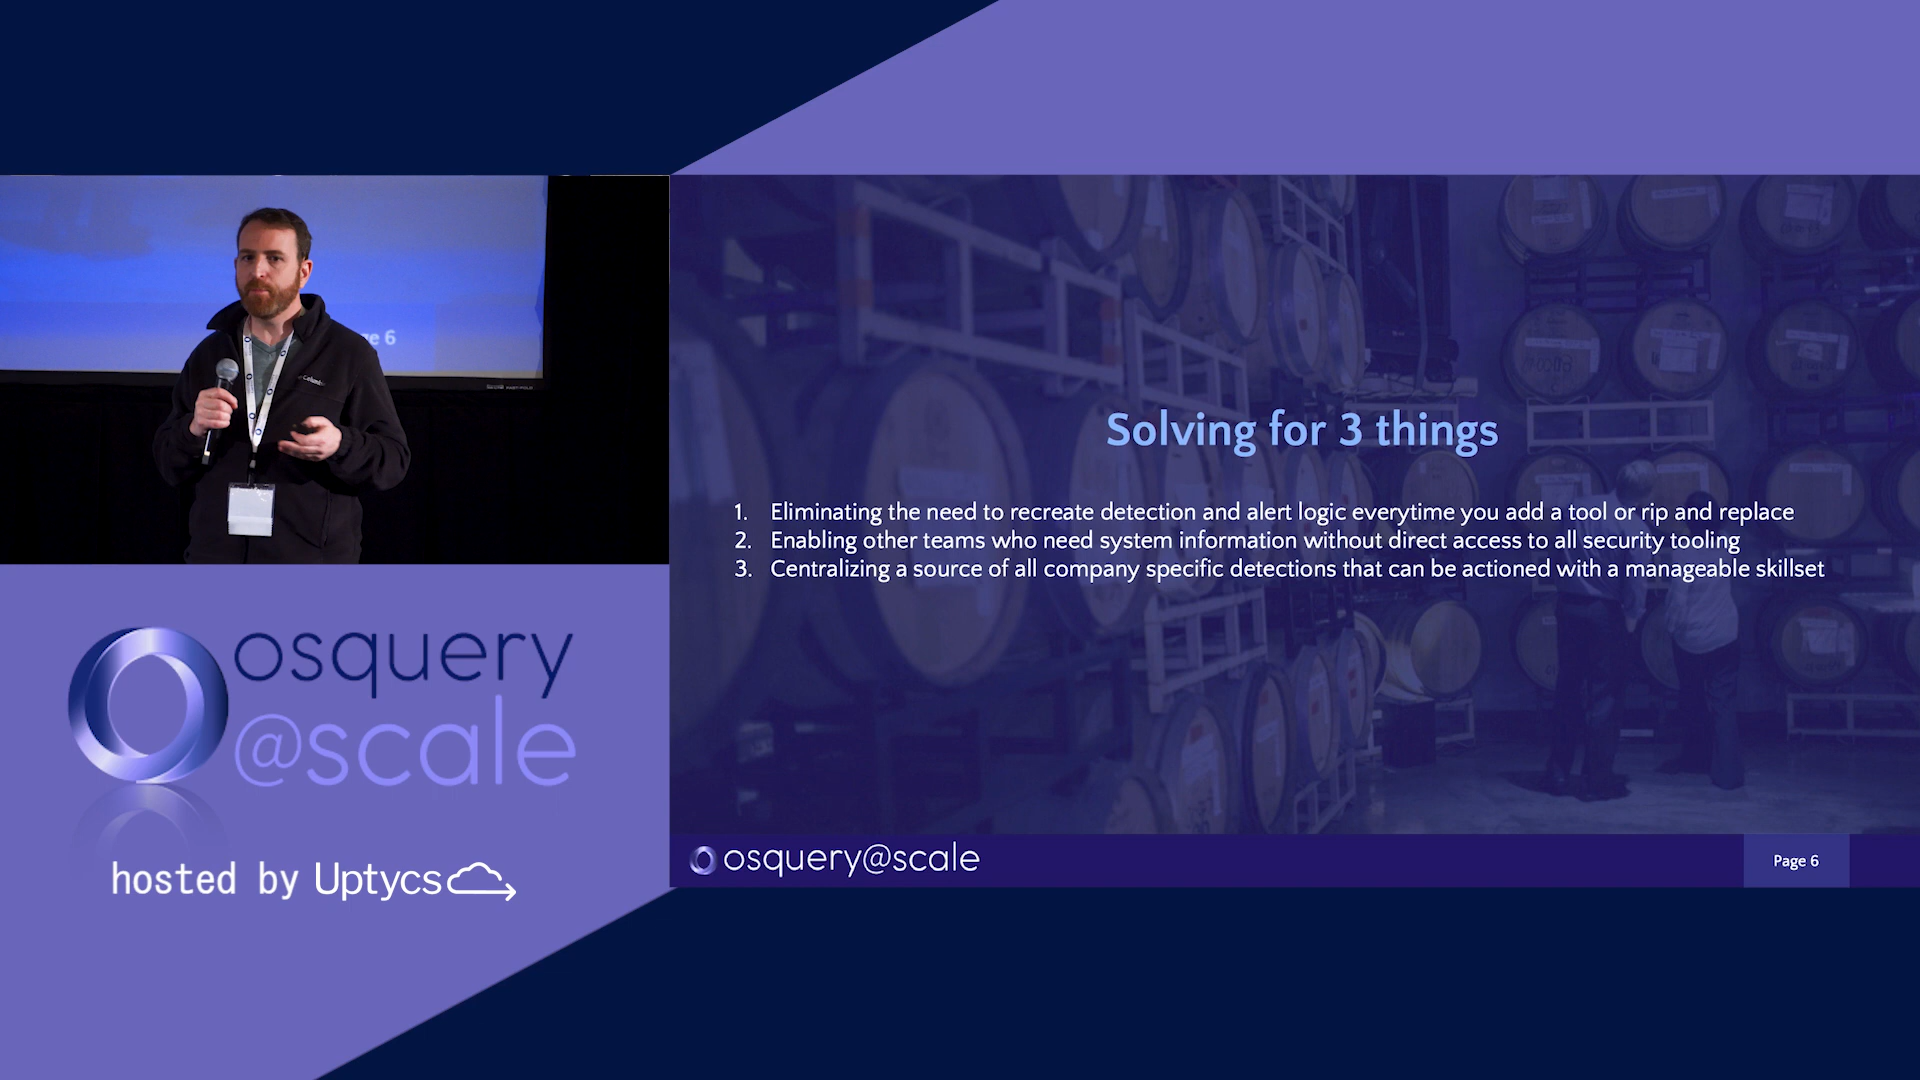 ge 6
Columbia
Solving for 3 things
1. Eliminating the need to recreate detection and alert logic everytime you add a tool or rip and replace
2. Enabling other teams who need system information without direct access to all security tooling
3. Centralizing a source of all company specific detections that can be actioned with a manageable skillset
osquery
@scale
hosted by Uptycs
osquery@scale
Page 6